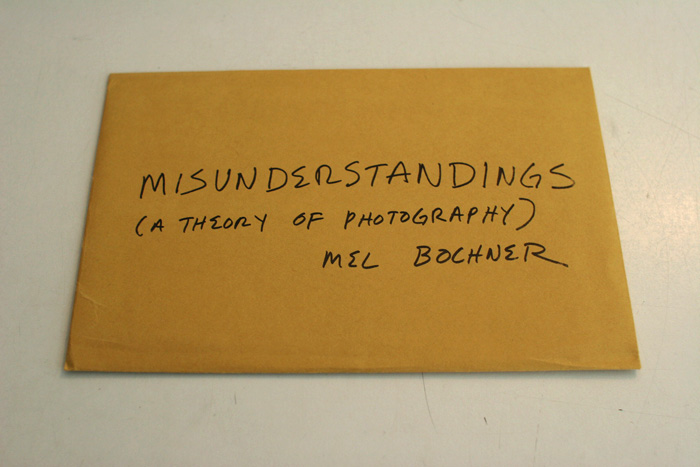 MISUNDERSTANDINGS
(A THEORY OF PHOTOGRAPHY)
MEL BOCHNER